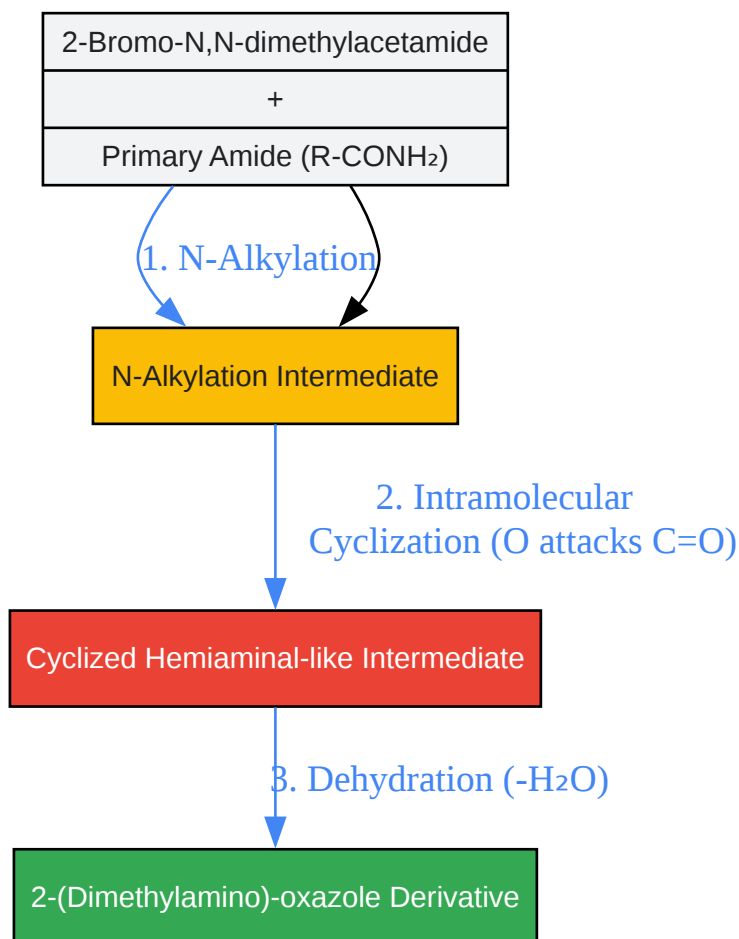 2-Bromo-N,N-dimethylacetamide
+
Primary Amide (R-CONH₂)
1. N-Alkylation
N-Alkylation Intermediate
2. Intramolecular
Cyclization (O attacks C=O)
Cyclized Hemiaminal-like Intermediate
3. Dehydration (-H₂O)
2-(Dimethylamino)-oxazole Derivative